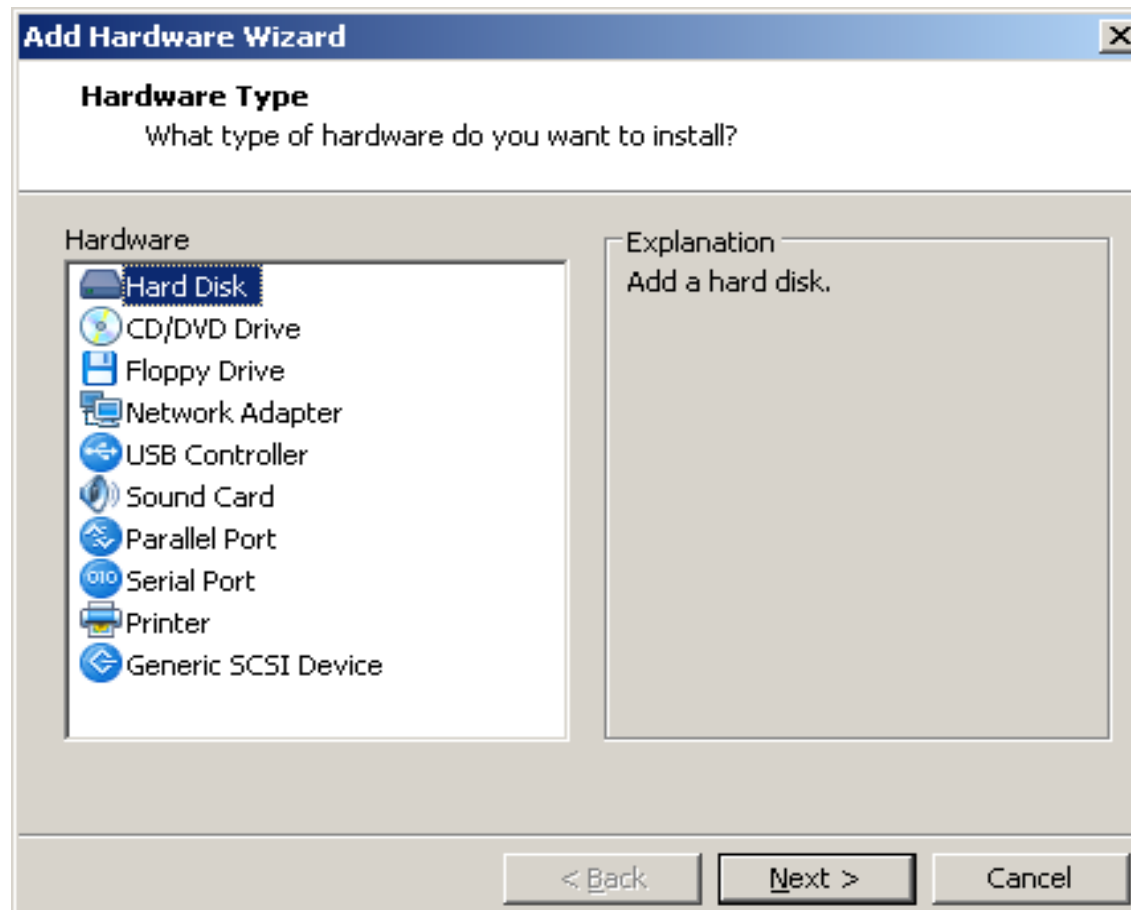 Add Hardware Wizard
Hardware Type
What type of hardware do you want to install?
Hardware
Hard Disk
CD/DVD Drive
Floppy Drive
Network Adapter
USB Controller
Sound Card
Parallel Port
010 Serial Port
Printer
Generic SCSI Device
Explanation
Add a hard disk.
< Back
Next >
Cancel